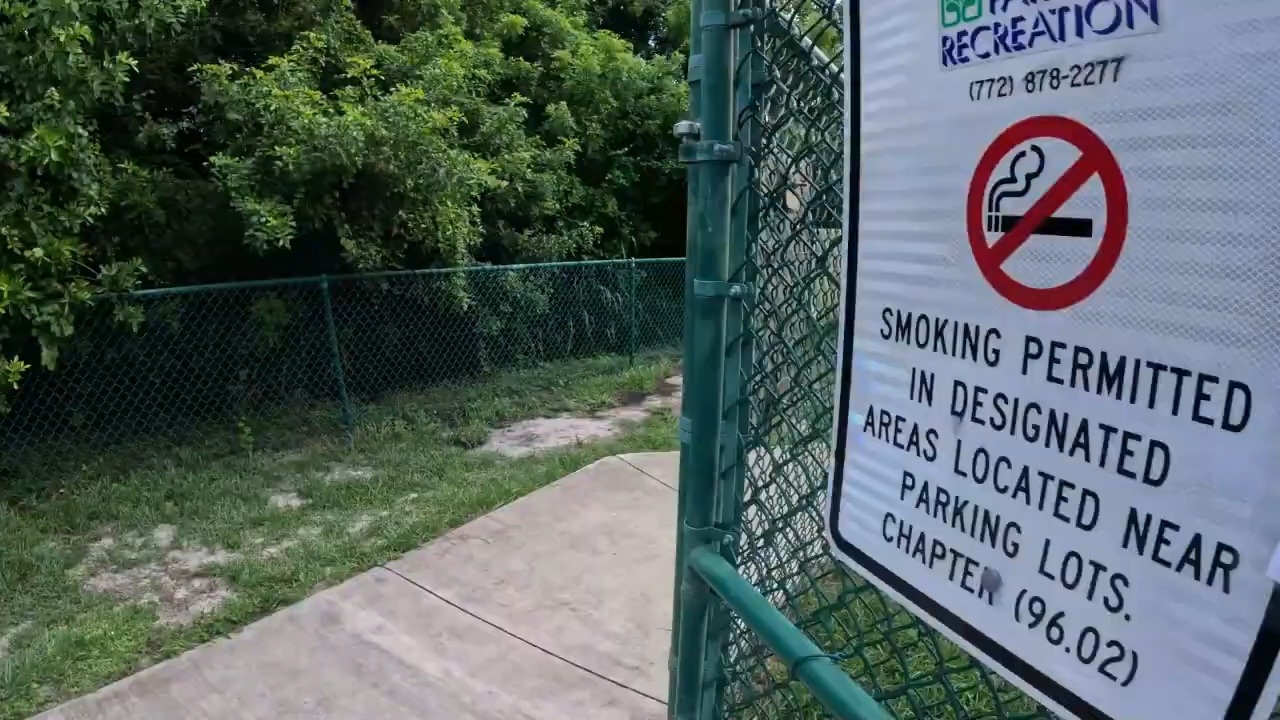 RECREATION
(772) 878-2277
SMOKING PERMITTED
IN DESIGNATED
AREAS LOCATED NEAR
PARKING LOTS.
CHAPTER (96.02)